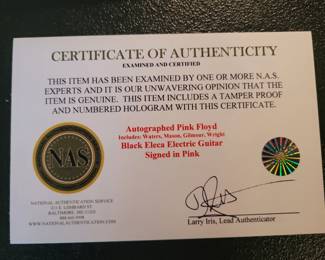 CERTIFICATE OF AUTHENTICITY
EXAMINED AND CERTIFIED
THIS ITEM HAS BEEN EXAMINED BY ONE OR MORE N.A.S.
EXPERTS AND IT IS OUR UNWAVERING OPINION THAT THE
ITEM IS GENUINE. THIS ITEM INCLUDES A TAMPER PROOF
AND NUMBERED HOLOGRAM WITH THIS CERTIFICATE.
Autographed Pink Floyd
Includes: Waters, Mason, Gilmour, Wright
Black Eleca Electric Guitar
Signed in Pink
NAS
NATIONAL AUTHENTICATION SERVICE
E. LOMBARD ST
BALTIMORE, MD
WWW.NATIONALAUTHENTICATION.COM
Larry Iris, Lead Authenticator